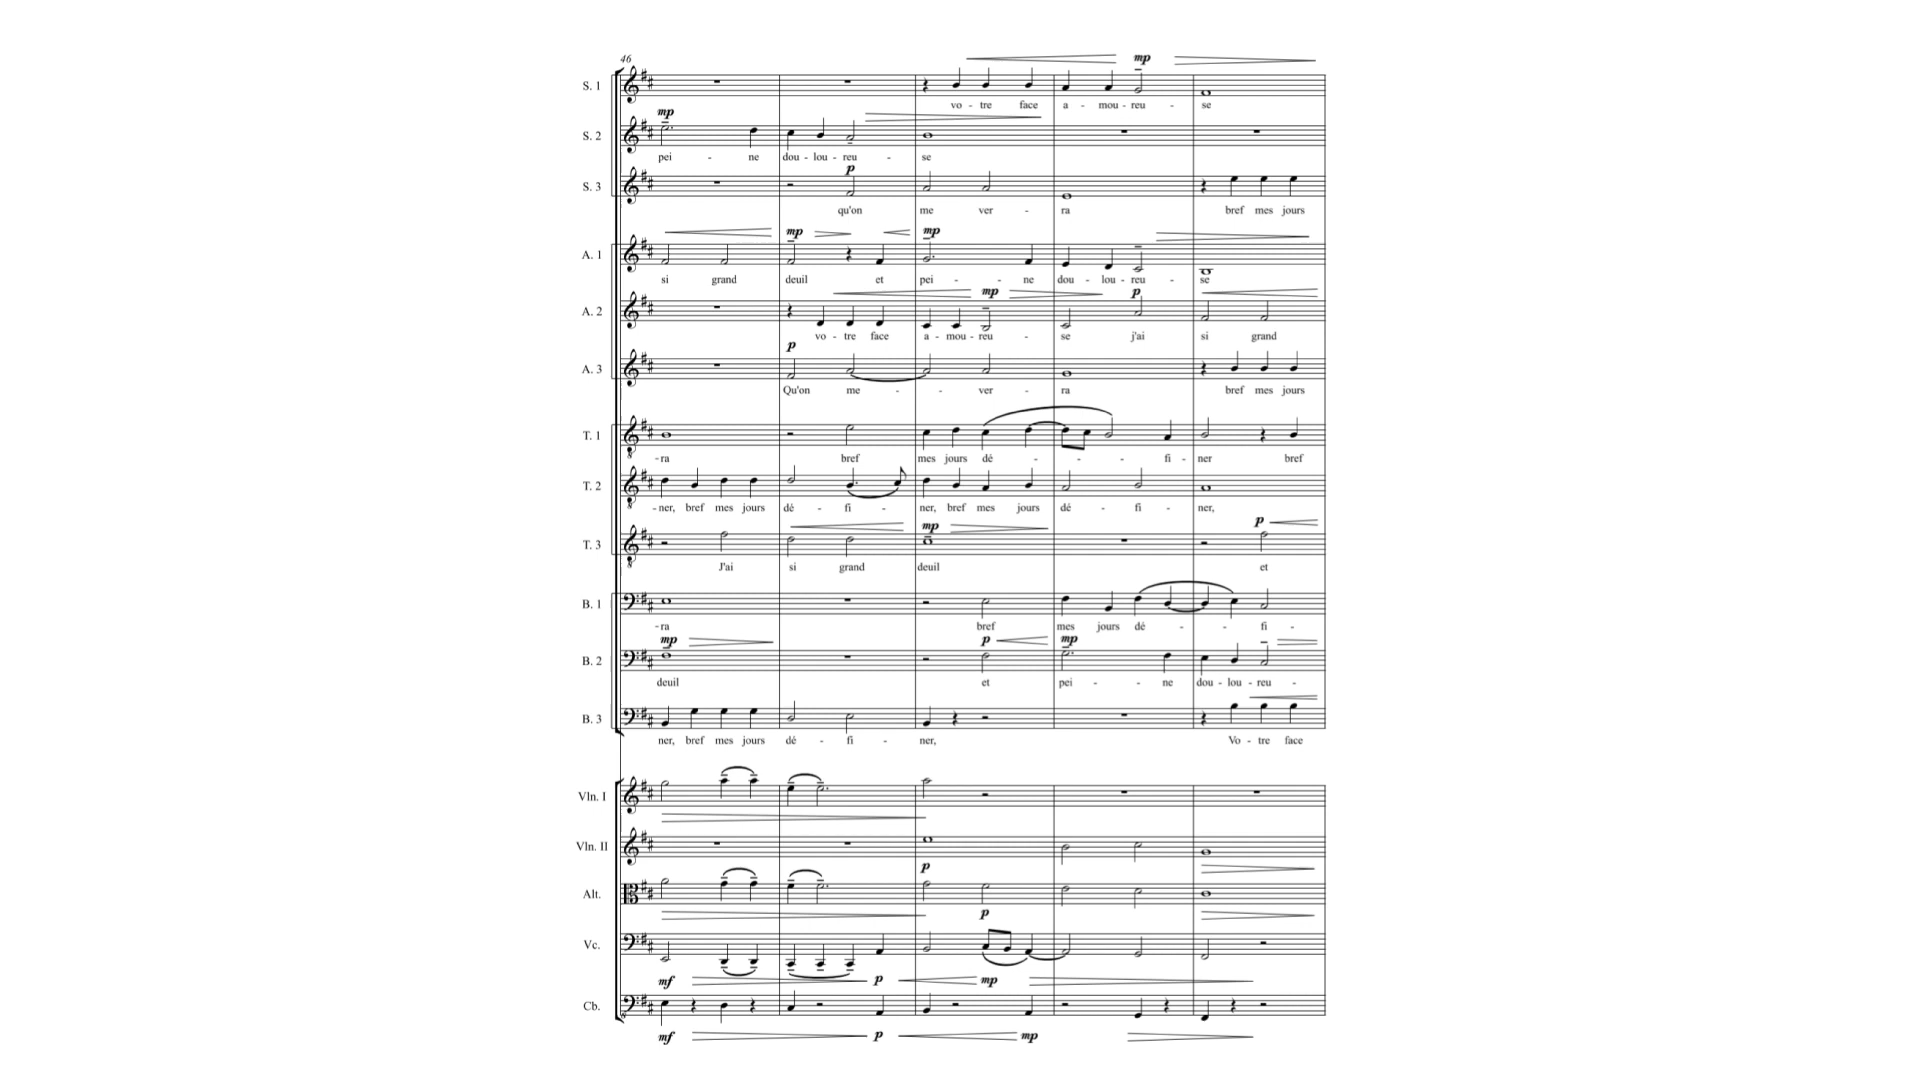 46
mp
S. 1
vo - tre face a - mou - reu - se
mp
S. 2
pei - ne dou - lou - reu - se
p
S. 3
qu'on me ver - ra bref mes jours
mp mp
A. 1
si grand deuil et pei - - ne dou - lou - reu - se
mp p
A. 2
vo - tre face a - mou - reu - se j'ai si grand
p
A. 3
Qu'on me - - ver - ra bref mes jours
T. 1
-ra bref mes jours dé - - - fi - ner bref
T. 2
-ner, bref mes jours dé - fi - ner, bref mes jours dé - fi - ner,
mp p
T. 3
J'ai si grand deuil et
B. 1
-ra bref mes jours dé - - fi -
mp p mp
B. 2
deuil et pei - - ne dou - lou - reu -
B. 3
ner, bref mes jours dé - fi - ner, Vo - tre face
Vln. I
Vln. II
p
Alt.
p
Vc.
mf p mp
Cb.
mf p mp